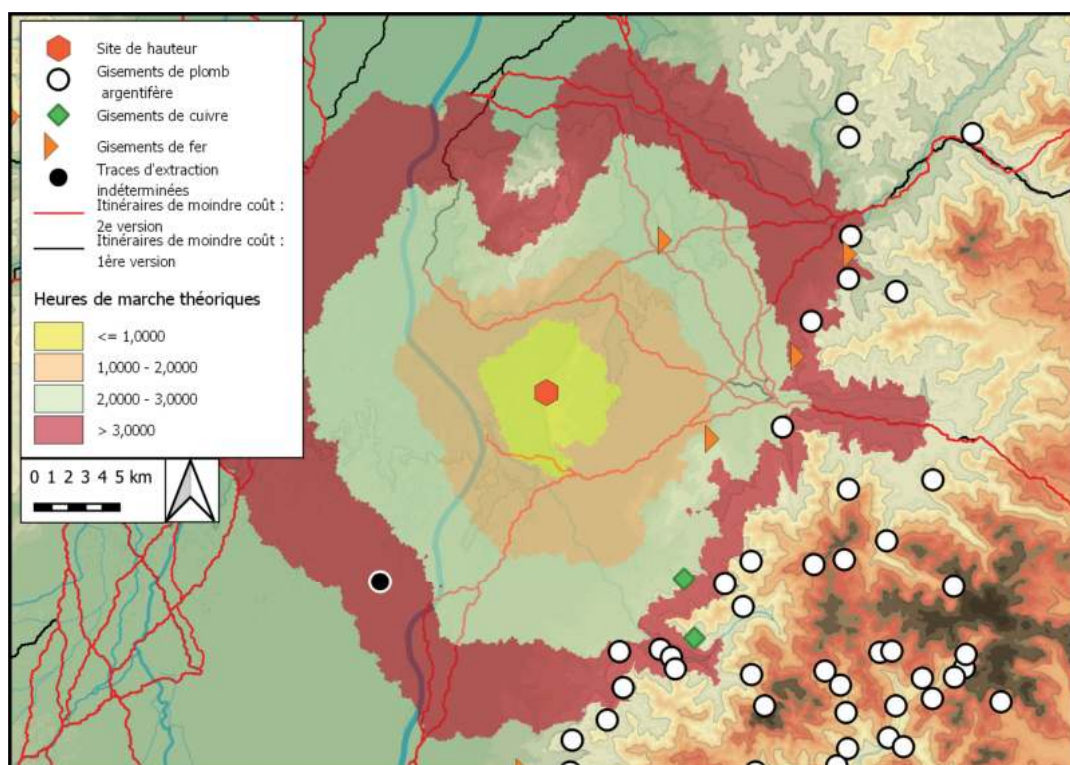 Site de hauteur
Gisements de plomb
argentifère
Gisements de cuivre
Gisements de fer
Traces d'extraction
indéterminées
Itinéraires de moindre coût :
2e version
Itinéraires de moindre coût :
1ère version
Heures de marche théoriques
<= 1,0000
1,0000 - 2,0000
2,0000 - 3,0000
> 3,0000
0 1 2 3 4 5 km